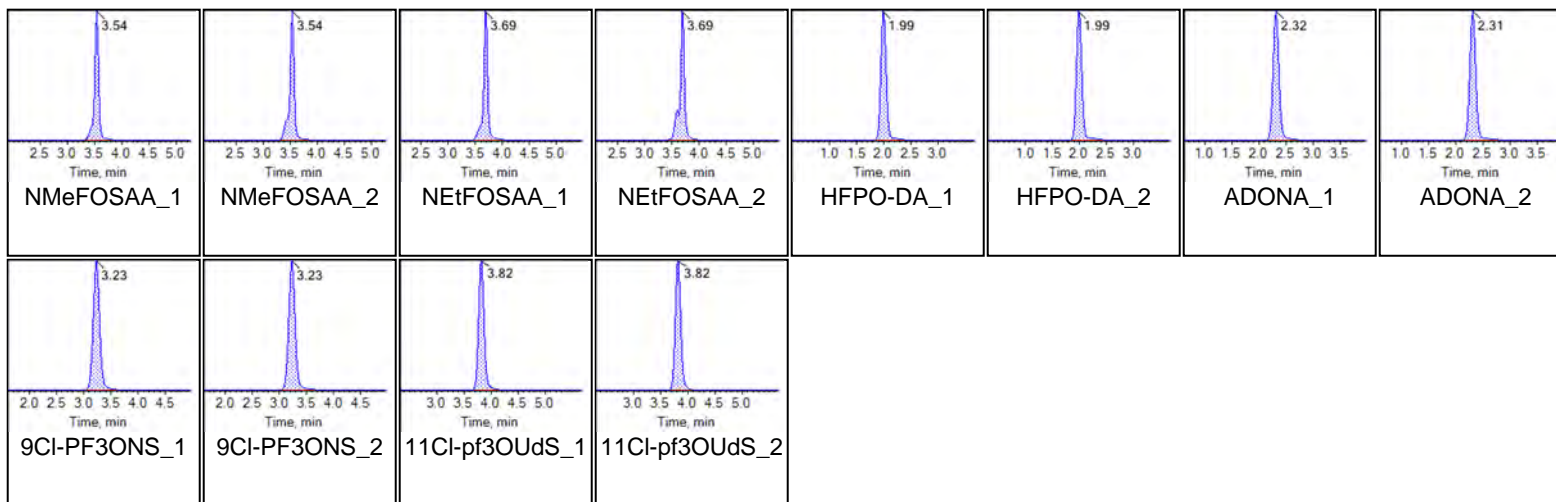 3.54 3.54 3.69 3.69 1.99 1.99 2.32 2.31
2.5 3.0 3.5 4.0 4.5 5.0 2.5 3.0 3.5 4.0 4.5 5.0 2.5 3.0 3.5 4.0 4.5 5.0 2.5 3.0 3.5 4.0 4.5 5.0 1.0 1.5 2.0 2.5 3.0 1.0 1.5 2.0 2.5 3.0 1.0 1.5 2.0 2.5 3.0 3.5 1.0 1.5 2.0 2.5 3.0 3.5
Time, min Time, min Time, min Time, min Time, min Time, min Time, min Time, min
NMeFOSAA_1 NMeFOSAA_2 NEtFOSAA_1 NEtFOSAA_2 HFPO-DA_1 HFPO-DA_2 ADONA_1 ADONA_2
3.23 3.23 3.82 3.82
2.0 2.5 3.0 3.5 4.0 4.5 2.0 2.5 3.0 3.5 4.0 4.5 3.0 3.5 4.0 4.5 5.0 3.0 3.5 4.0 4.5 5.0
Time, min Time, min Time, min Time, min
9Cl-PF3ONS_1 9Cl-PF3ONS_2 11Cl-pf3OUdS_1 11Cl-pf3OUdS_2